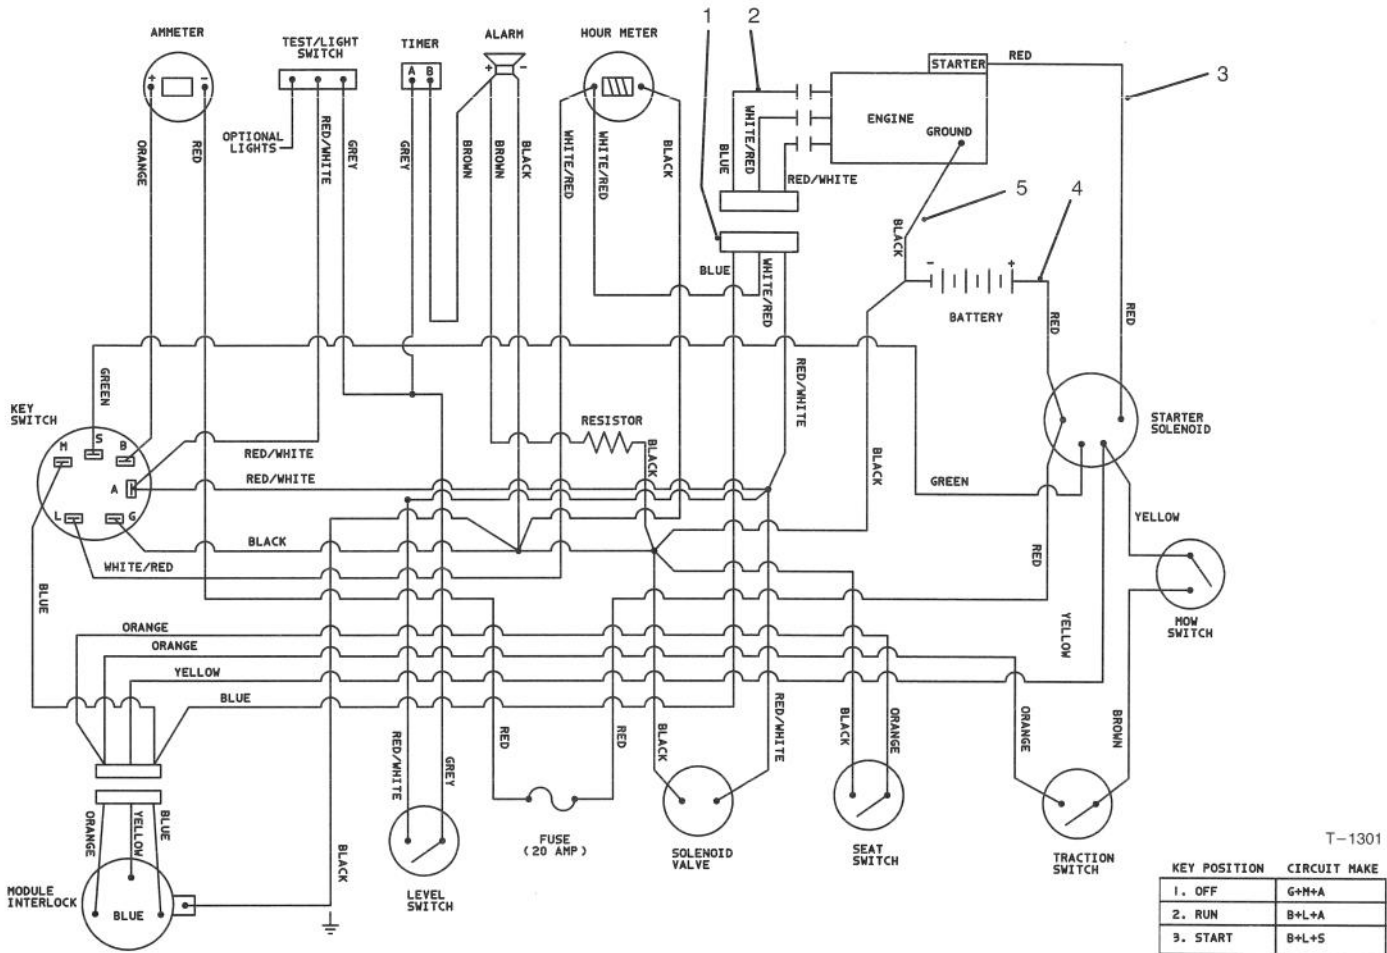 1
2
AMMETER
TEST/LIGHT
SWITCH
TIMER
ALARM
HOUR METER
STARTER
RED
3
+
-
A B
+
-
ENGINE
GROUND
OPTIONAL
LIGHTS
ORANGE
RED
RED/WHITE
GREY
GREY
BROWN
BROWN
BLACK
WHITE/RED
WHITE/RED
BLACK
BLUE
WHITE/RED
RED/WHITE
5
4
BLACK
BLUE
WHITE/RED
-
+
BATTERY
RED
RED
GREEN
RED/WHITE
KEY
SWITCH
RESISTOR
STARTER
SOLENOID
M
S
B
RED/WHITE
BLACK
BLACK
A
RED/WHITE
GREEN
L
G
YELLOW
BLACK
WHITE/RED
RED
BLUE
MOW
SWITCH
ORANGE
ORANGE
YELLOW
YELLOW
BLUE
RED/WHITE
GREY
RED
RED
BLACK
RED/WHITE
BLACK
ORANGE
ORANGE
BROWN
ORANGE
YELLOW
BLUE
BLACK
FUSE
(20 AMP)
SOLENOID
VALVE
SEAT
SWITCH
TRACTION
SWITCH
LEVEL
SWITCH
MODULE
INTERLOCK
BLUE
T-1301
KEY POSITION CIRCUIT MAKE
1. OFF G+M+A
2. RUN B+L+A
3. START B+L+S